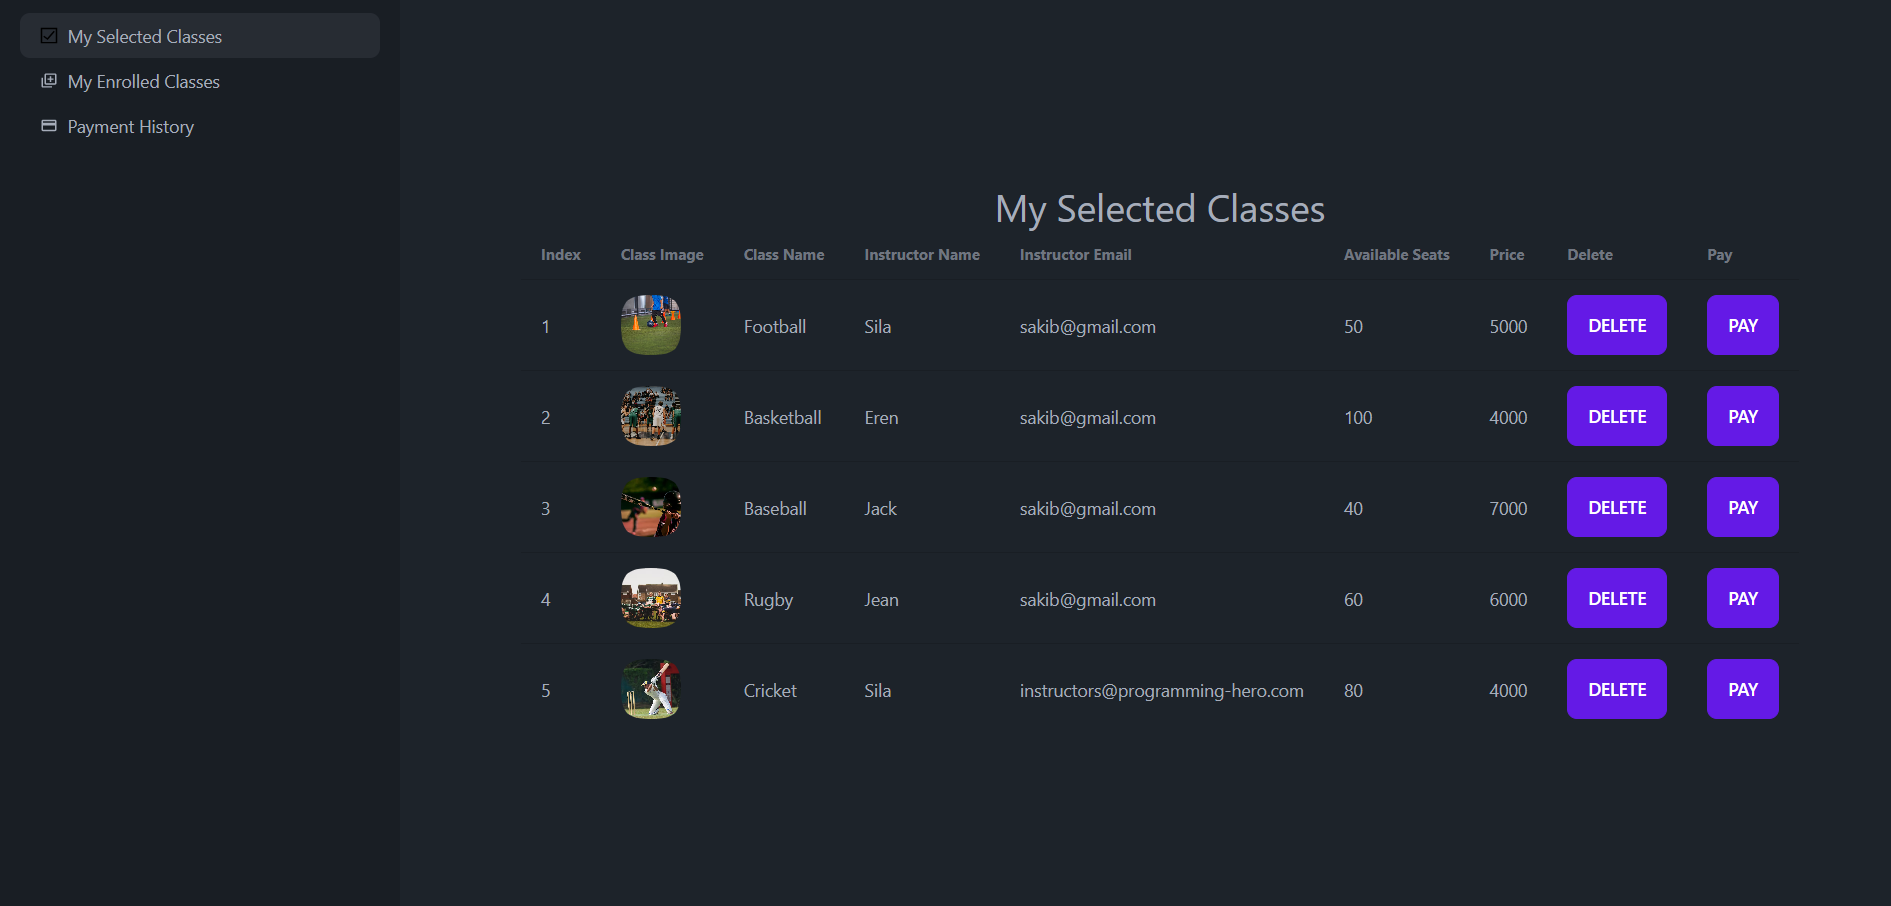 My Selected Classes
My Enrolled Classes
Payment History
My Selected Classes
Index Class Image Class Name Instructor Name Instructor Email Available Seats Price Delete Pay
1 Football Sila sakib@gmail.com 50 5000 DELETE PAY
2 Basketball Eren sakib@gmail.com 100 4000 DELETE PAY
3 Baseball Jack sakib@gmail.com 40 7000 DELETE PAY
4 Rugby Jean sakib@gmail.com 60 6000 DELETE PAY
5 Cricket Sila instructors@programming-hero.com 80 4000 DELETE PAY